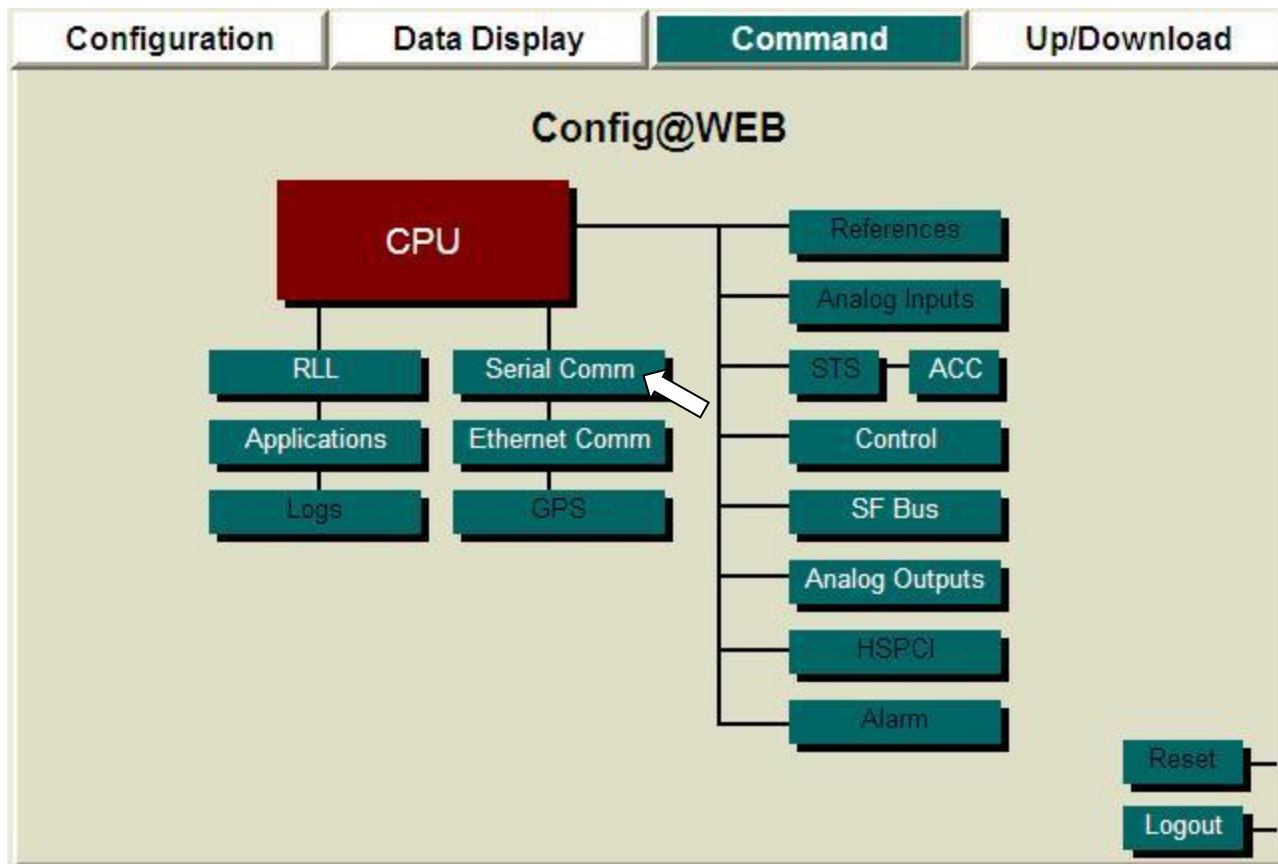 Configuration
Data Display
Command
Up/Download
Config@WEB
CPU
RLL
Applications
Logs
Serial Comm
Ethernet Comm
GPS
References
Analog Inputs
STS
ACC
Control
SF Bus
Analog Outputs
HSPCI
Alarm
Reset
Logout